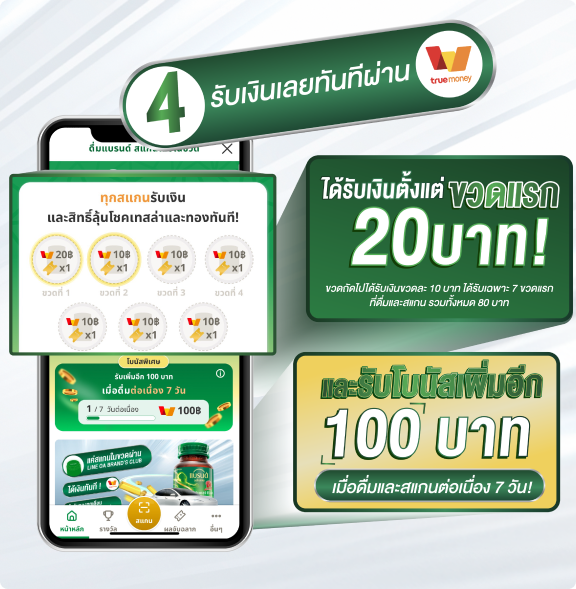 4
รับเงินเลยทันทีผ่าน
true money
ดื่มแบรนด์
ทุกสแกนรับเงิน
และสิทธิ์ลุ้นโชคเทสล่าและทองทันที!
20฿ x1
10฿ x1
10฿ x1
10฿ x1
ขวดที่ 1
ขวดที่ 2
ขวดที่ 3
ขวดที่ 4
10฿ x1
10฿ x1
10฿ x1
โบนัสพิเศษ
รับเพิ่มอีก 100 บาท
เมื่อดื่มต่อเนื่อง 7 วัน
1 / 7 วันต่อเนื่อง
100฿
แค่สแกนใบขวดผ่าน
LINE OA BRAND'S CLUB
ได้เงินทันที !
แบรนด์
หน้าหลัก
รางวัล
สแกน
ผลจับฉลาก
อื่นๆ
ได้รับเงินตั้งแต่ ขวดแรก
20บาท!
ขวดถัดไปได้รับเงินขวดละ 10 บาท ได้รับเฉพาะ 7 ขวดแรก
ที่ดื่มและสแกน รวมทั้งหมด 80 บาท
และรับโบนัสเพิ่มอีก
100 บาท
เมื่อดื่มและสแกนต่อเนื่อง 7 วัน!